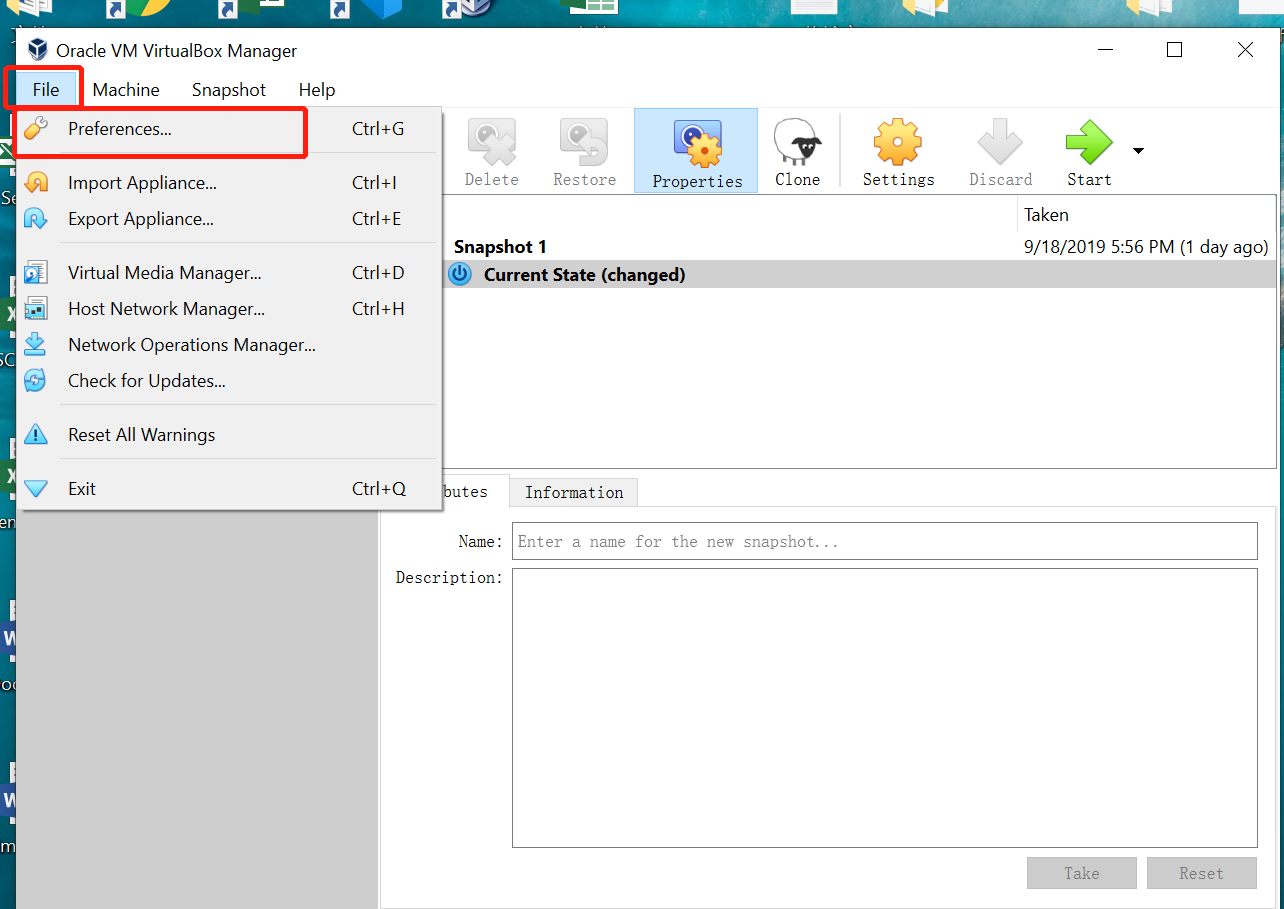 Oracle VM VirtualBox Manager
File Machine Snapshot Help
Preferences... Ctrl+G
Import Appliance... Ctrl+I
Export Appliance... Ctrl+E
Virtual Media Manager... Ctrl+D
Host Network Manager... Ctrl+H
Network Operations Manager...
Check for Updates...
Reset All Warnings
Exit Ctrl+Q
Delete Restore Properties Clone Settings Discard Start
Taken
Snapshot 1 9/18/2019 5:56 PM (1 day ago)
Current State (changed)
butes Information
Name: Enter a name for the new snapshot...
Description:
Take Reset